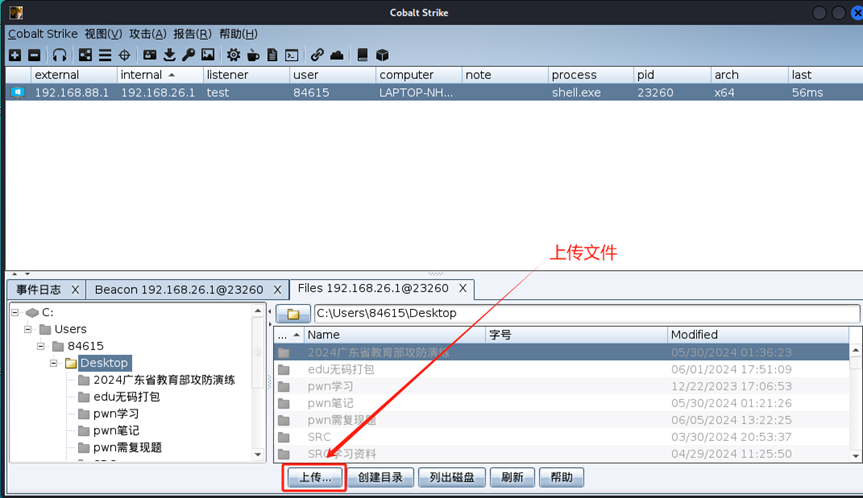 Cobalt Strike
Cobalt Strike 视图(V) 攻击(A) 报告(R) 帮助(H)
external internal listener user computer note process pid arch last
192.168.88.1 192.168.26.1 test 84615 LAPTOP-NH... shell.exe 23260 x64 56ms
上传文件
事件日志 X Beacon 192.168.26.1@23260 X Files 192.168.26.1@23260 X
C:
Users
84615
Desktop
2024广东省教育部攻防演练
edu无码打包
pwn学习
pwn笔记
pwn需复现题
C:\Users\84615\Desktop
... Name 字号 Modified
2024广东省教育部攻防演练 05/30/2024 01:36:23
edu无码打包 06/01/2024 17:51:09
pwn学习 12/22/2023 17:06:53
pwn笔记 05/30/2024 01:21:26
pwn需复现题 06/05/2024 13:22:25
SRC 03/30/2024 20:53:37
SRC学习资料 04/29/2024 11:25:50
上传... 创建目录 列出磁盘 刷新 帮助